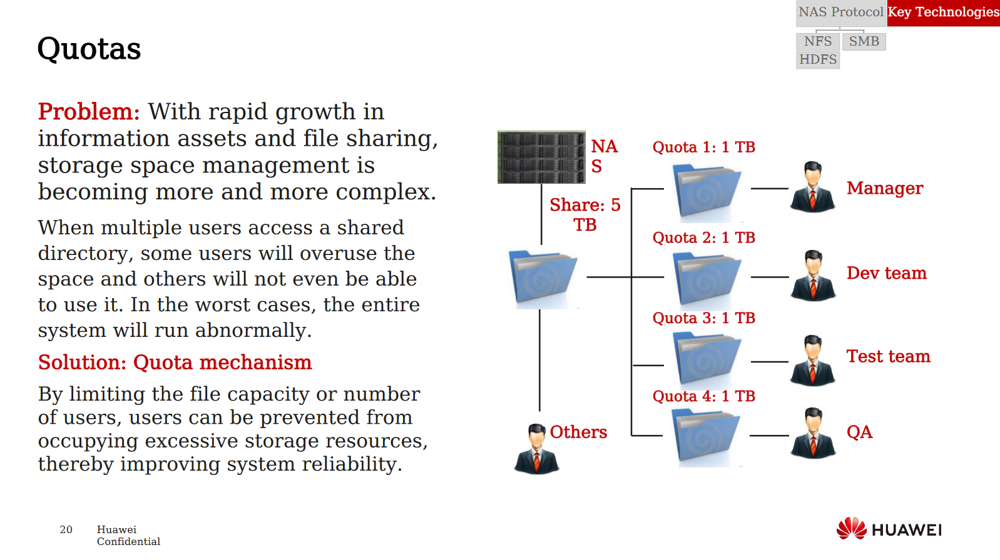 NAS Protocol
Key Technologies
NFS
SMB
HDFS
Quotas
Problem: With rapid growth in
information assets and file sharing,
storage space management is
becoming more and more complex.
When multiple users access a shared
directory, some users will overuse the
space and others will not even be able
to use it. In the worst cases, the entire
system will run abnormally.
Solution: Quota mechanism
By limiting the file capacity or number
of users, users can be prevented from
occupying excessive storage resources,
thereby improving system reliability.
NA
S
Share: 5
TB
Others
Quota 1: 1 TB
Manager
Quota 2: 1 TB
Dev team
Quota 3: 1 TB
Test team
Quota 4: 1 TB
QA
20
Huawei
Confidential
HUAWEI